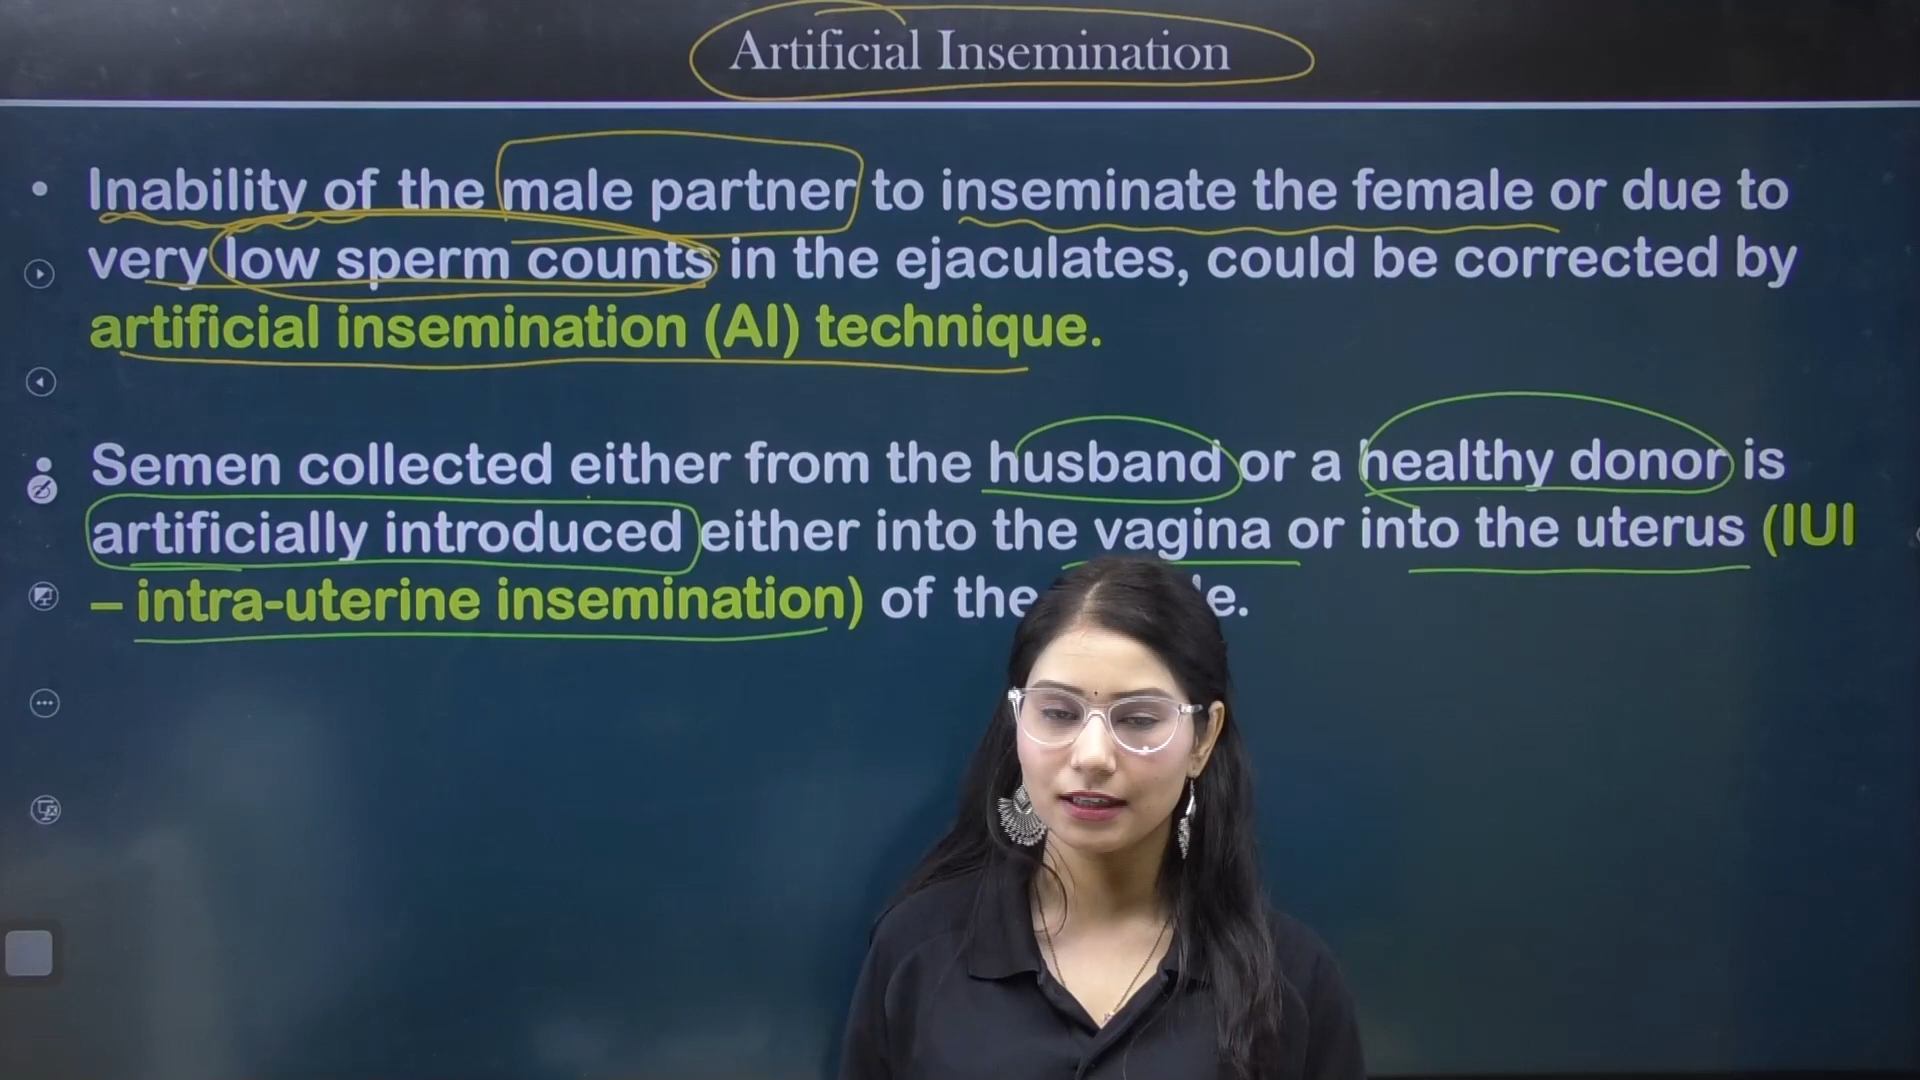 Artificial Insemination
Inability of the male partner to inseminate the female or due to
very low sperm counts in the ejaculates, could be corrected by
artificial insemination (AI) technique.
Semen collected either from the husband or a healthy donor is
artificially introduced either into the vagina or into the uterus (IUI
– intra-uterine insemination) of the